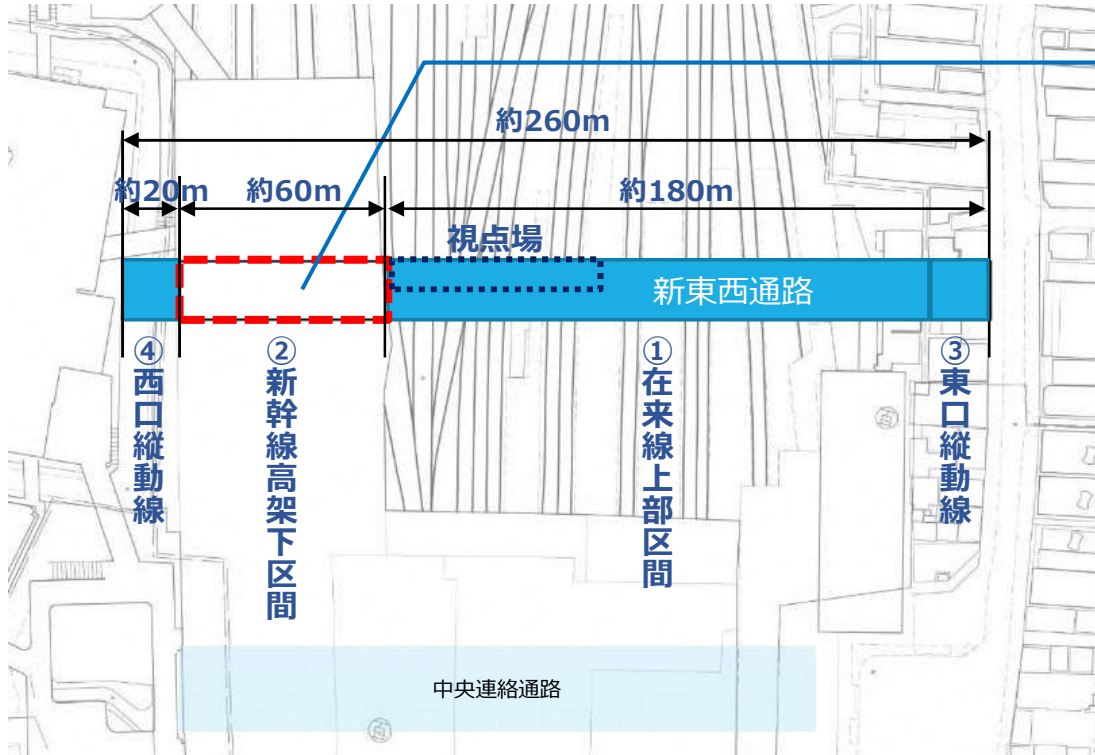 約260m
約20m
約60m
約180m
視点場
新東西通路
④西口縦動線
②新幹線高架下区間
①在来線上部区間
③東口縦動線
中央連絡通路